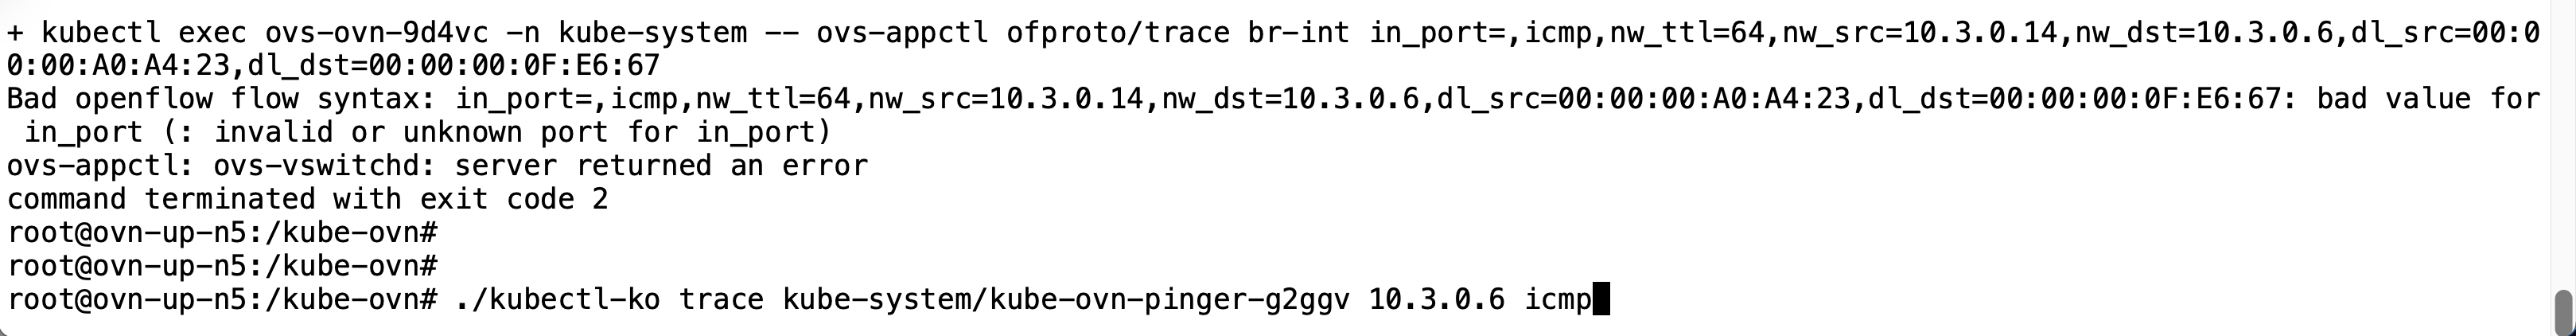 + kubectl exec ovs-ovn-9d4vc -n kube-system -- ovs-appctl ofproto/trace br-int in_port=,icmp,nw_ttl=64,nw_src=10.3.0.14,nw_dst=10.3.0.6,dl_src=00:0
0:00:A0:A4:23,dl_dst=00:00:00:0F:E6:67
Bad openflow flow syntax: in_port=,icmp,nw_ttl=64,nw_src=10.3.0.14,nw_dst=10.3.0.6,dl_src=00:00:00:A0:A4:23,dl_dst=00:00:00:0F:E6:67: bad value for
 in_port (: invalid or unknown port for in_port)
ovs-appctl: ovs-vswitchd: server returned an error
command terminated with exit code 2
root@ovn-up-n5:/kube-ovn#
root@ovn-up-n5:/kube-ovn#
root@ovn-up-n5:/kube-ovn# ./kubectl-ko trace kube-system/kube-ovn-pinger-g2ggv 10.3.0.6 icmp